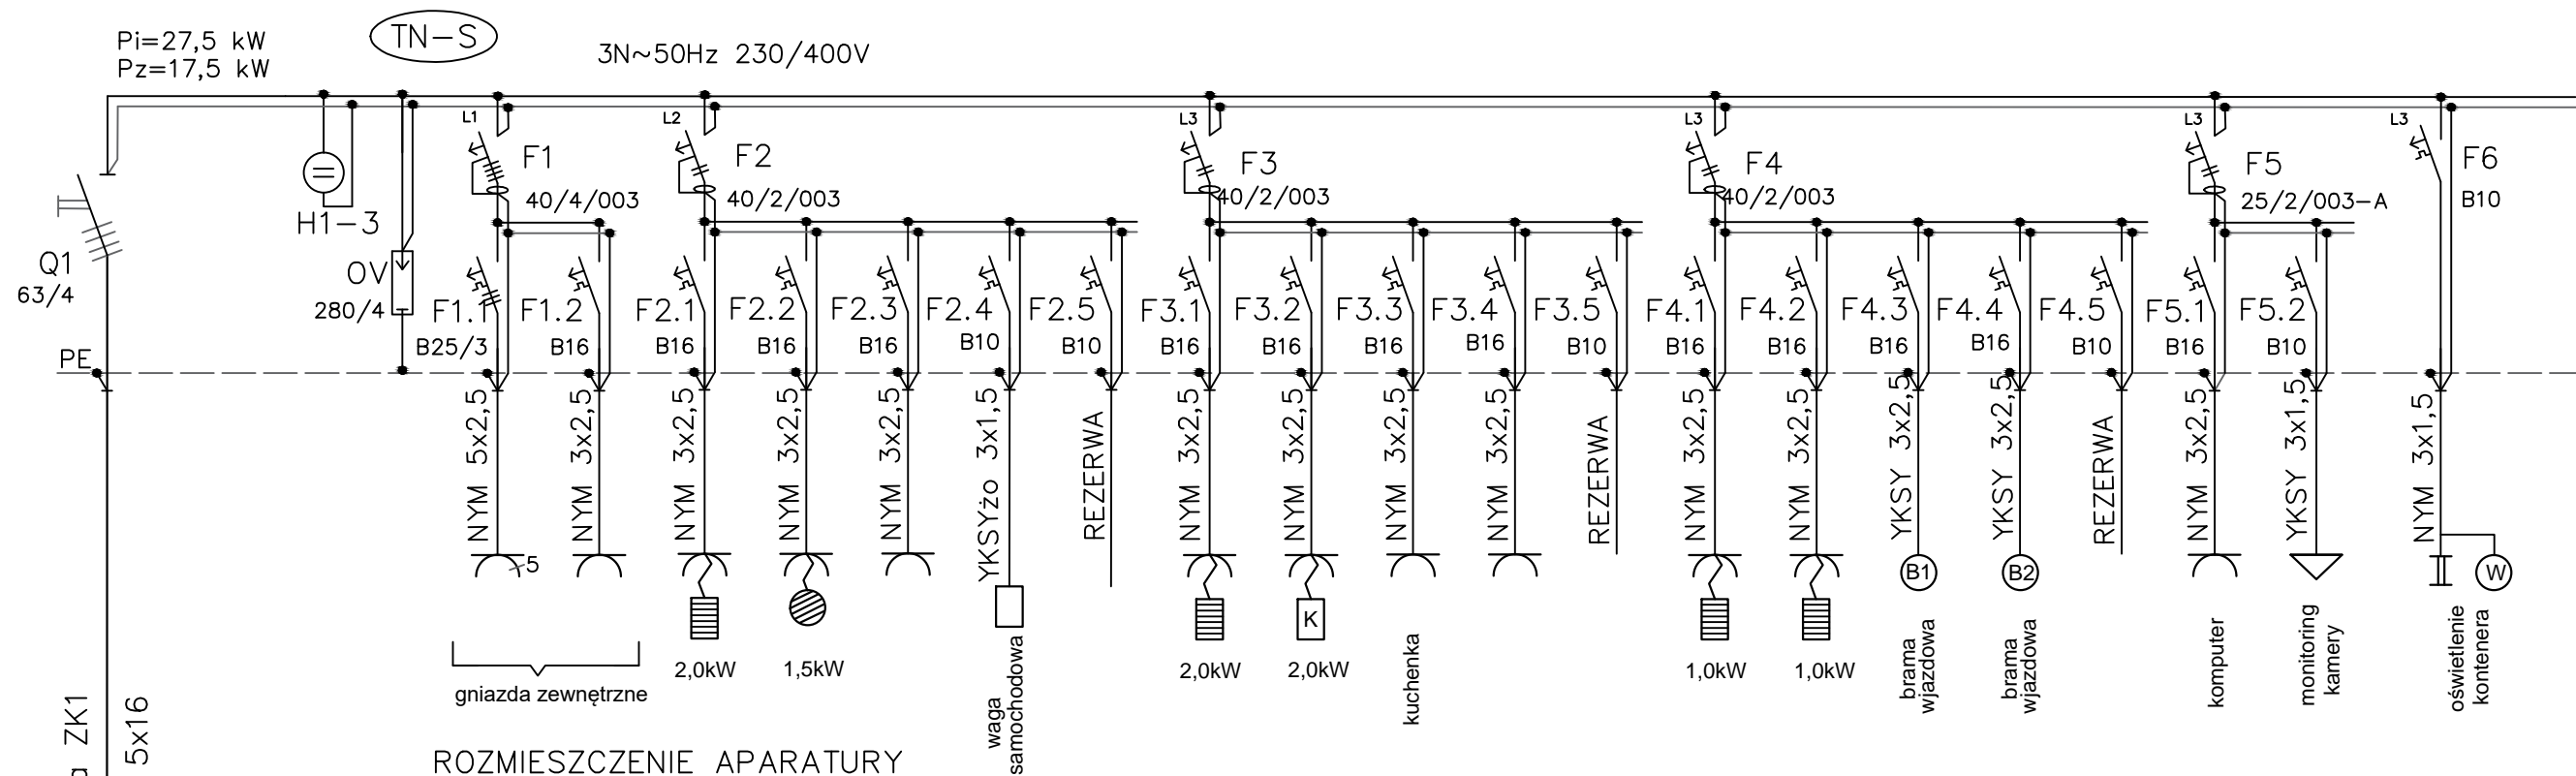 Pi=27,5 kW
Pz=17,5 kW
TN-S
3N~50Hz 230/400V
L1
L2
L3
L3
L3
L3
F1
F2
F3
F4
F5
F6
40/4/003
40/2/003
40/2/003
40/2/003
25/2/003-A
B10
H1-3
Q1
63/4
OV
280/4
F1.1
F1.2
F2.1
F2.2
F2.3
F2.4
F2.5
F3.1
F3.2
F3.3
F3.4
F3.5
F4.1
F4.2
F4.3
F4.4
F4.5
F5.1
F5.2
B25/3
B16
B16
B16
B16
B10
B10
B16
B16
B16
B16
B10
B16
B16
B16
B16
B10
B16
B10
PE
NYM 5x2,5
NYM 3x2,5
NYM 3x2,5
NYM 3x2,5
NYM 3x2,5
YKSYżo 3x1,5
REZERWA
NYM 3x2,5
NYM 3x2,5
NYM 3x2,5
NYM 3x2,5
REZERWA
NYM 3x2,5
NYM 3x2,5
YKSY 3x2,5
YKSY 3x2,5
REZERWA
NYM 3x2,5
YKSY 3x1,5
NYM 3x1,5
5
K
B1
B2
W
2,0kW
1,5kW
2,0kW
2,0kW
1,0kW
1,0kW
gniazda zewnętrzne
waga
samochodowa
kuchenka
brama
wjazdowa
brama
wjazdowa
komputer
monitoring
kamery
oświetlenie
kontenera
ZK1
5x16
ROZMIESZCZENIE APARATURY